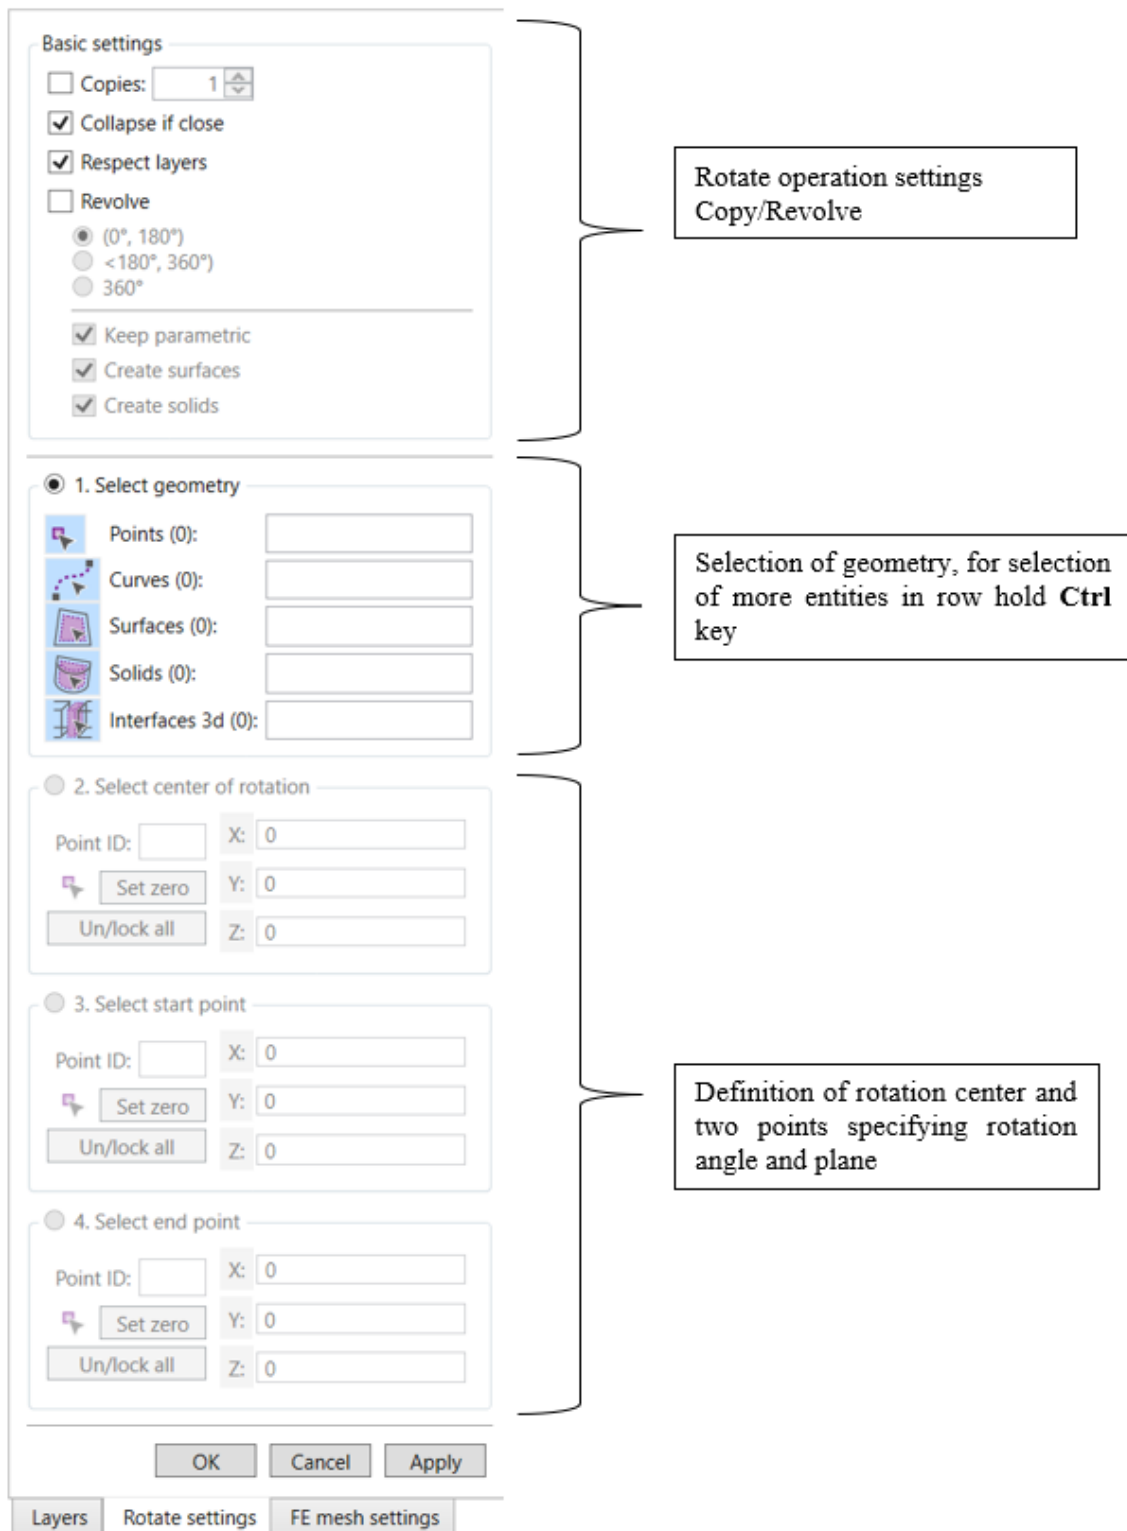 Basic settings
Copies: 1
Collapse if close
Respect layers
Revolve
(0°, 180°)
<180°, 360°)
360°
Keep parametric
Create surfaces
Create solids
Rotate operation settings
Copy/Revolve
1. Select geometry
Points (0):
Curves (0):
Surfaces (0):
Solids (0):
Interfaces 3d (0):
Selection of geometry, for selection
of more entities in row hold Ctrl
key
2. Select center of rotation
Point ID:
X: 0
Set zero
Y: 0
Un/lock all
Z: 0
3. Select start point
Point ID:
X: 0
Set zero
Y: 0
Un/lock all
Z: 0
4. Select end point
Point ID:
X: 0
Set zero
Y: 0
Un/lock all
Z: 0
Definition of rotation center and
two points specifying rotation
angle and plane
OK Cancel Apply
Layers Rotate settings FE mesh settings